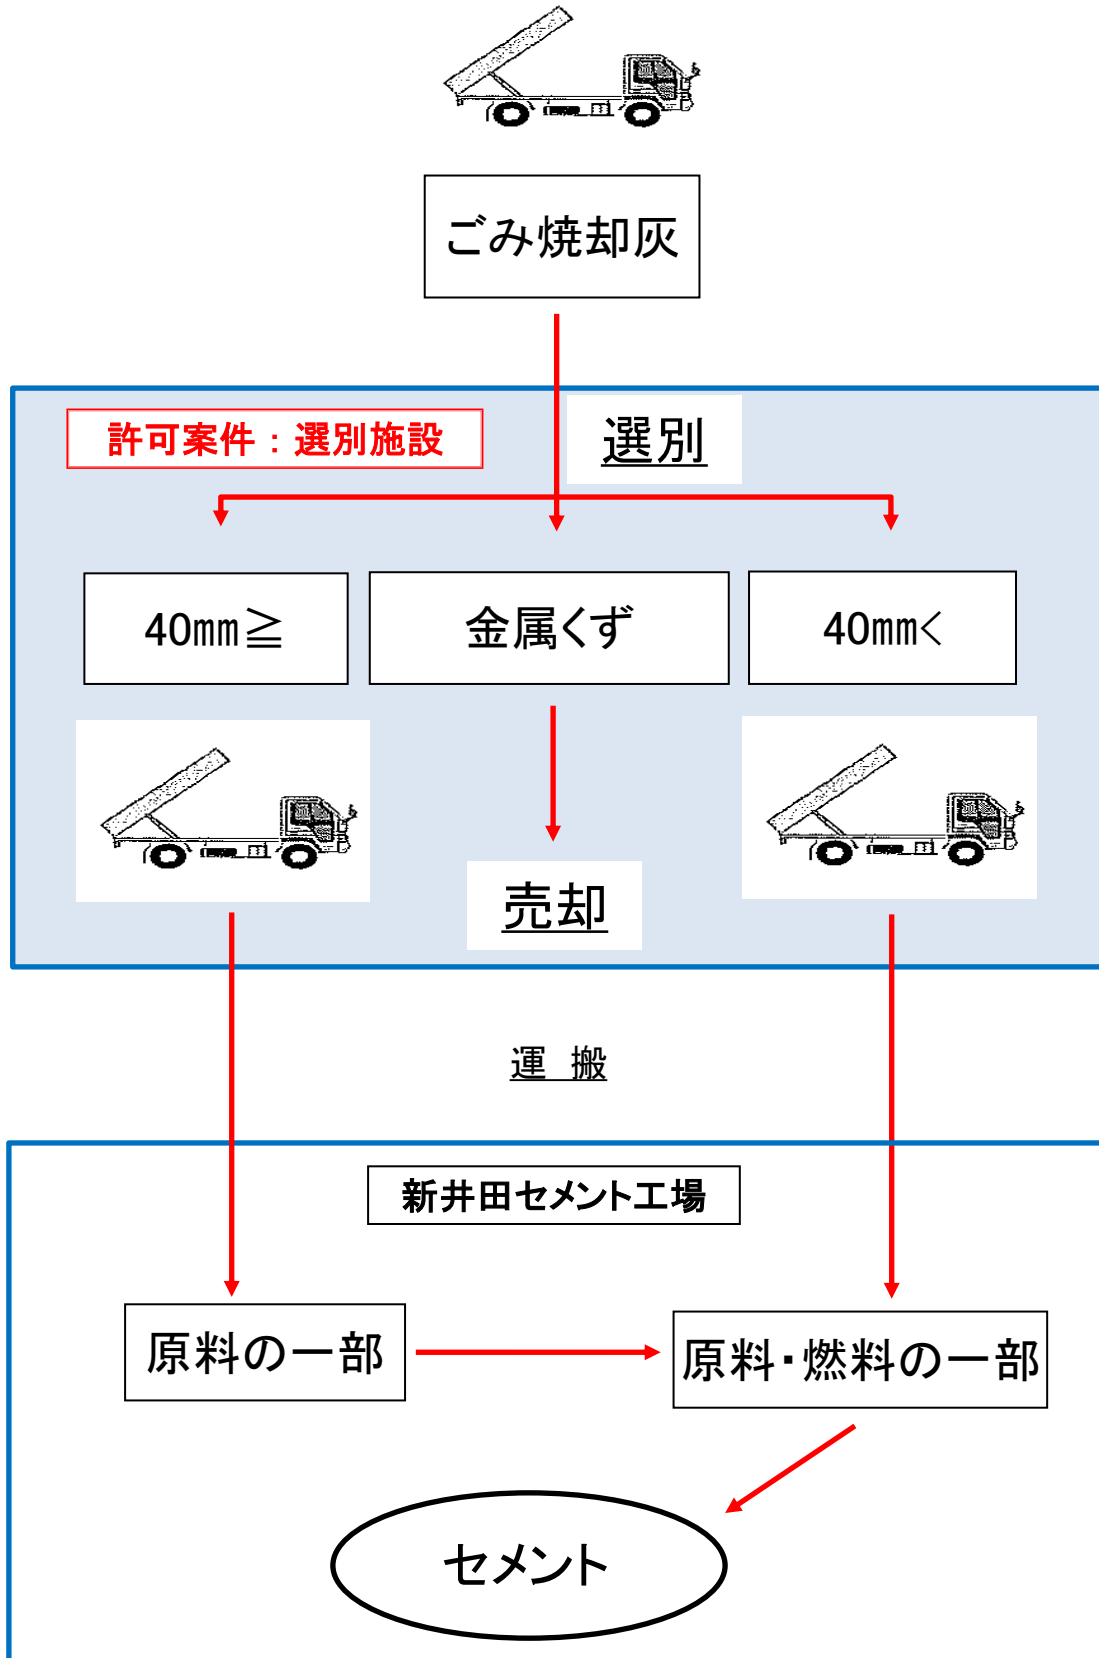 ごみ焼却灰
許可案件：選別施設
選別
40㎜≧
金属くず
40㎜<
売却
運 搬
新井田セメント工場
原料の一部
原料・燃料の一部
セメント